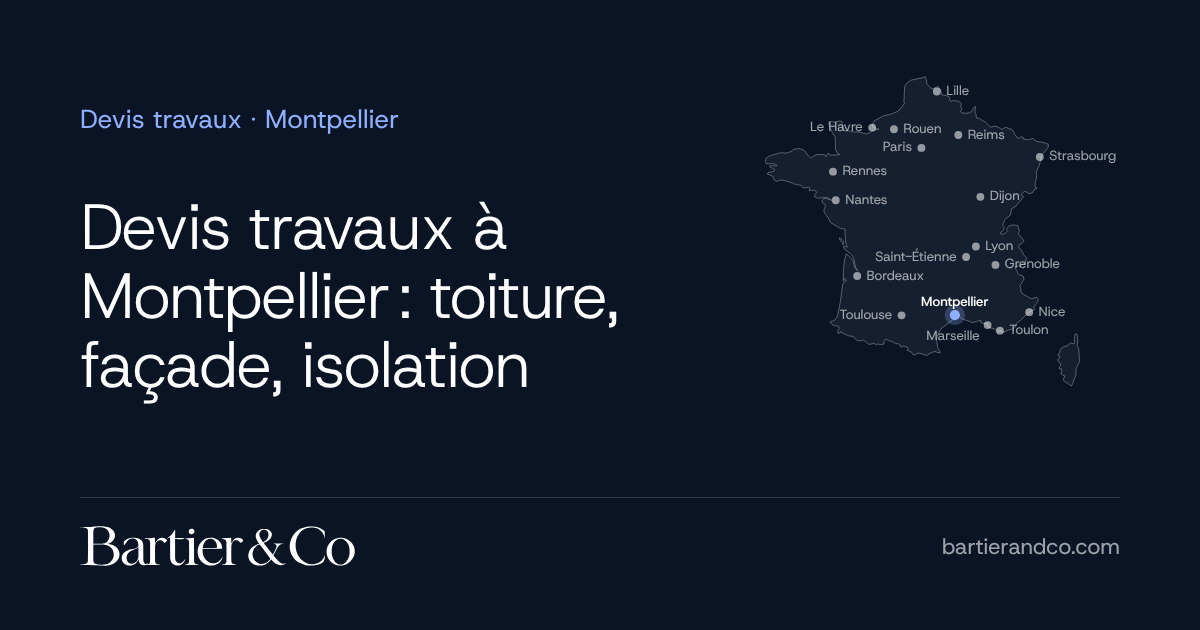 Devis travaux · Montpellier
Devis travaux à
Montpellier : toiture,
façade, isolation
Lille
Le Havre
Rouen
Reims
Paris
Strasbourg
Rennes
Dijon
Nantes
Lyon
Saint-Étienne
Grenoble
Bordeaux
Montpellier
Nice
Toulouse
Toulon
Marseille
Bartier & Co
bartierandco.com